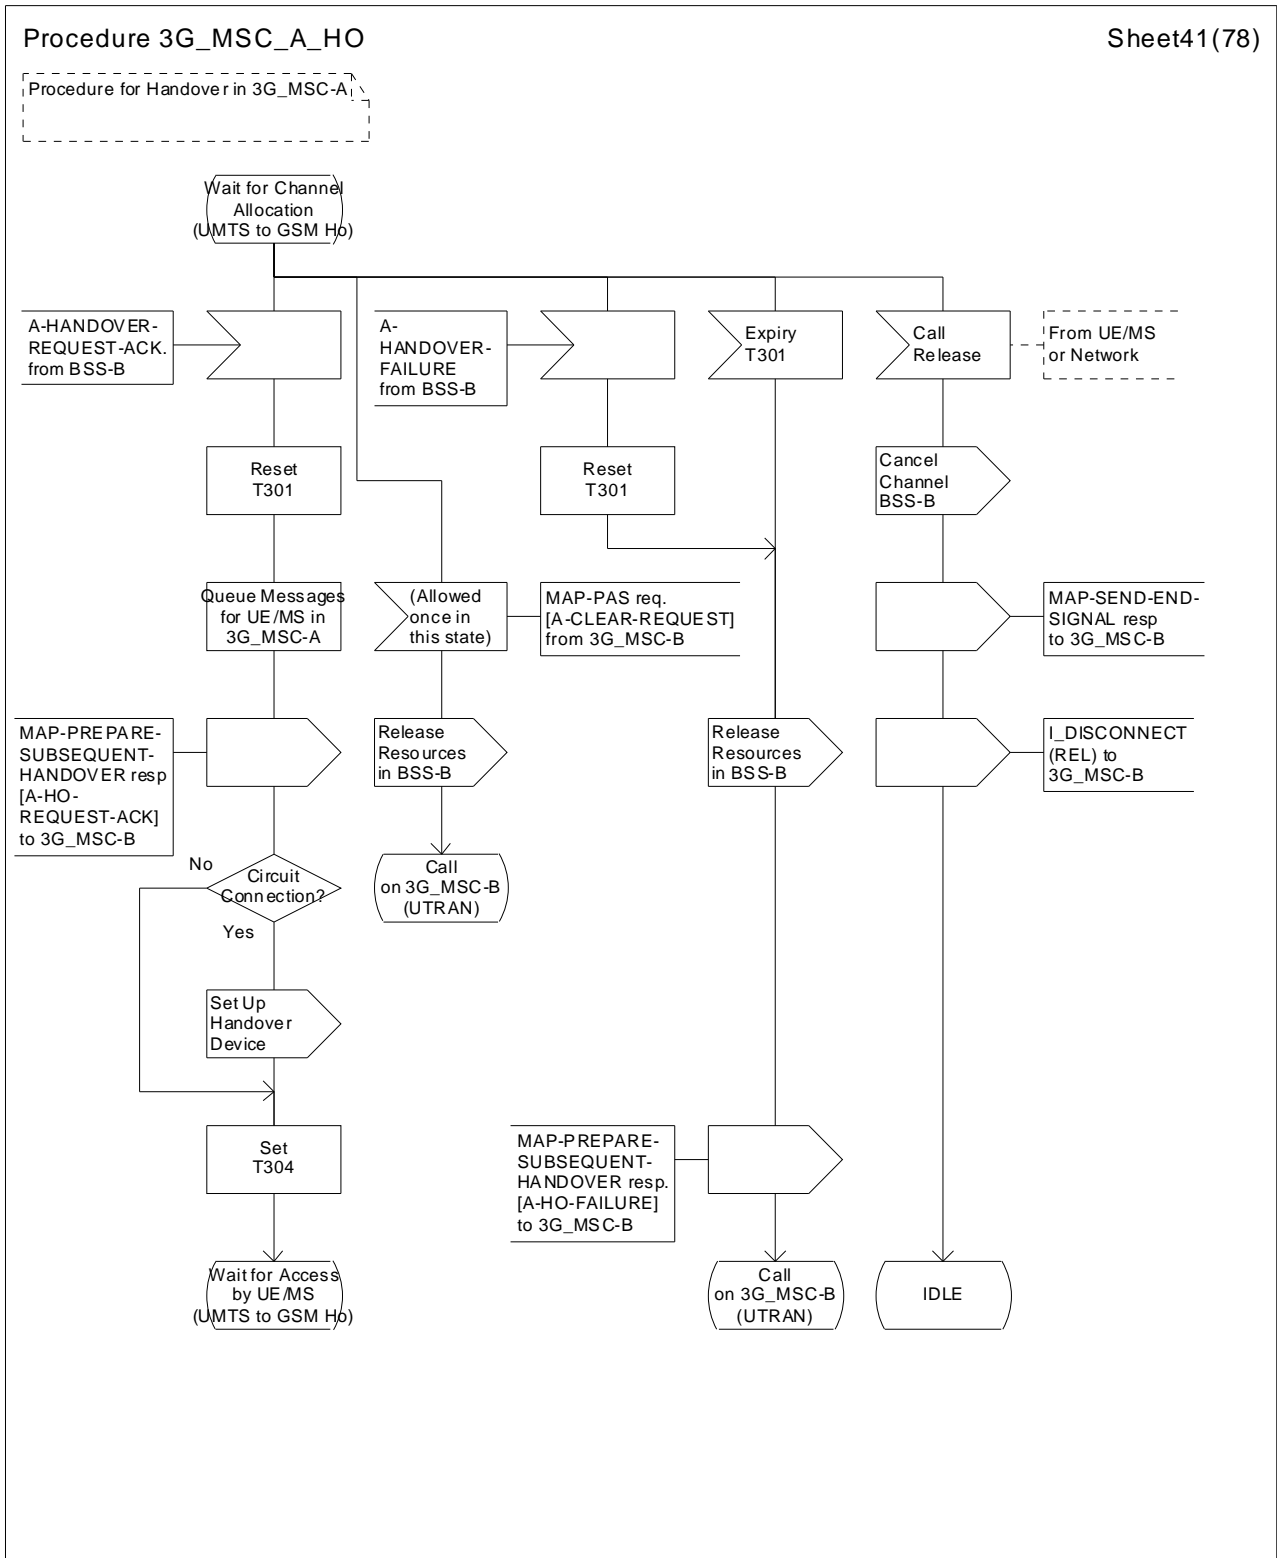 Procedure 3G_MSC_A_HO
Sheet41(78)
Procedure for Handover in 3G_MSC-A
Wait for Channel
Allocation
(UMTS to GSM Ho)
A-HANDOVER-
REQUEST-ACK.
from BSS-B
A-
HANDOVER-
FAILURE
from BSS-B
Expiry
T301
Call
Release
From UE/MS
or Network
Reset
T301
Reset
T301
Cancel
Channel
BSS-B
Queue Messages
for UE/MS in
3G_MSC-A
(Allowed
once in
this state)
MAP-PAS req.
[A-CLEAR-REQUEST]
from 3G_MSC-B
MAP-SEND-END-
SIGNAL resp
to 3G_MSC-B
MAP-PREPARE-
SUBSEQUENT-
HANDOVER resp
[A-HO-
REQUEST-ACK]
to 3G_MSC-B
Release
Resources
in BSS-B
Release
Resources
in BSS-B
I_DISCONNECT
(REL) to
3G_MSC-B
No
Circuit
Connection?
Yes
Call
on 3G_MSC-B
(UTRAN)
Set Up
Handover
Device
Set
T304
MAP-PREPARE-
SUBSEQUENT-
HANDOVER resp.
[A-HO-FAILURE]
to 3G_MSC-B
Wait for Access
by UE/MS
(UMTS to GSM Ho)
Call
on 3G_MSC-B
(UTRAN)
IDLE